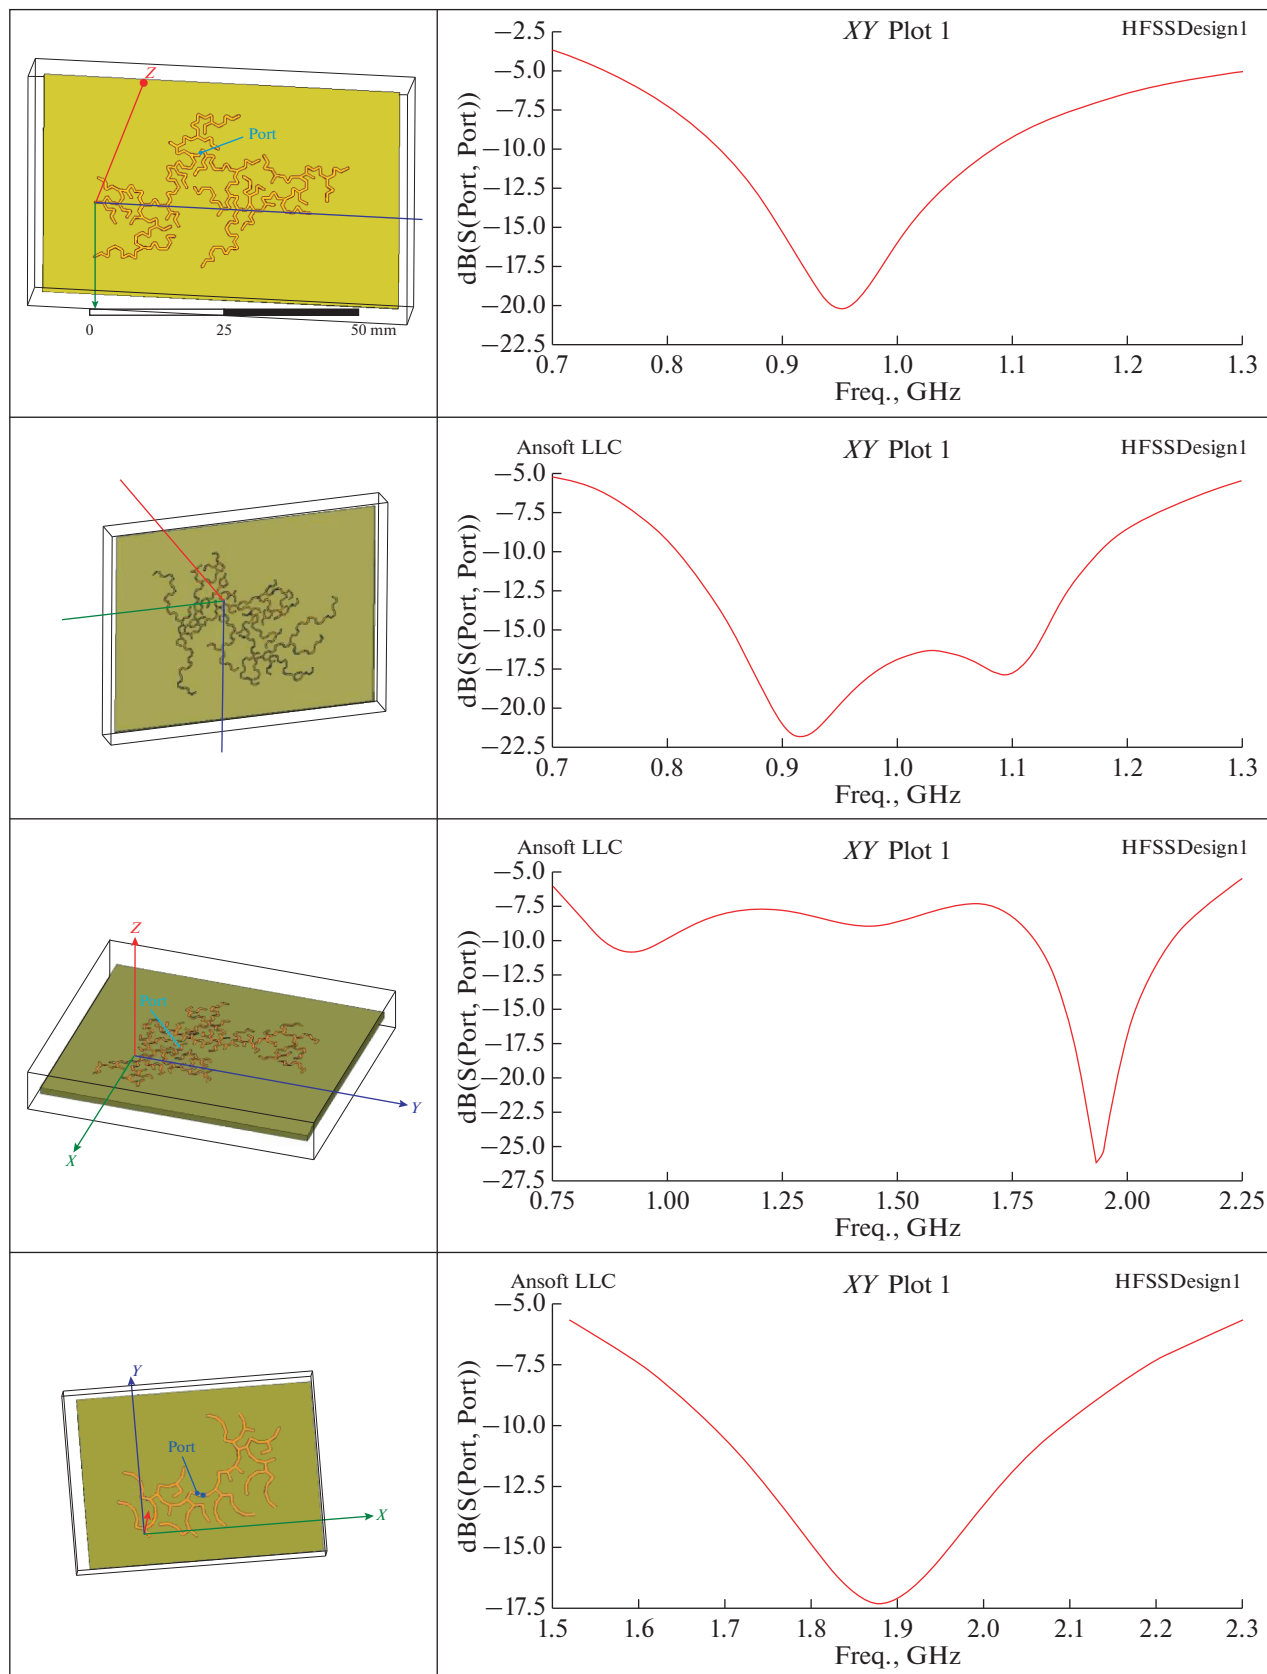 Z
Port
0 25 50 mm
XY Plot 1 HFSSDesign1
dB(S(Port, Port))
−2.5
−5.0
−7.5
−10.0
−12.5
−15.0
−17.5
−20.0
−22.5
0.7 0.8 0.9 1.0 1.1 1.2 1.3
Freq., GHz
Ansoft LLC XY Plot 1 HFSSDesign1
dB(S(Port, Port))
−5.0
−7.5
−10.0
−12.5
−15.0
−17.5
−20.0
−22.5
0.7 0.8 0.9 1.0 1.1 1.2 1.3
Freq., GHz
Z
Port
Y
X
Ansoft LLC XY Plot 1 HFSSDesign1
dB(S(Port, Port))
−5.0
−7.5
−10.0
−12.5
−15.0
−17.5
−20.0
−22.5
−25.0
−27.5
0.75 1.00 1.25 1.50 1.75 2.00 2.25
Freq., GHz
Y
Port
X
Ansoft LLC XY Plot 1 HFSSDesign1
dB(S(Port, Port))
−5.0
−7.5
−10.0
−12.5
−15.0
−17.5
1.5 1.6 1.7 1.8 1.9 2.0 2.1 2.2 2.3
Freq., GHz